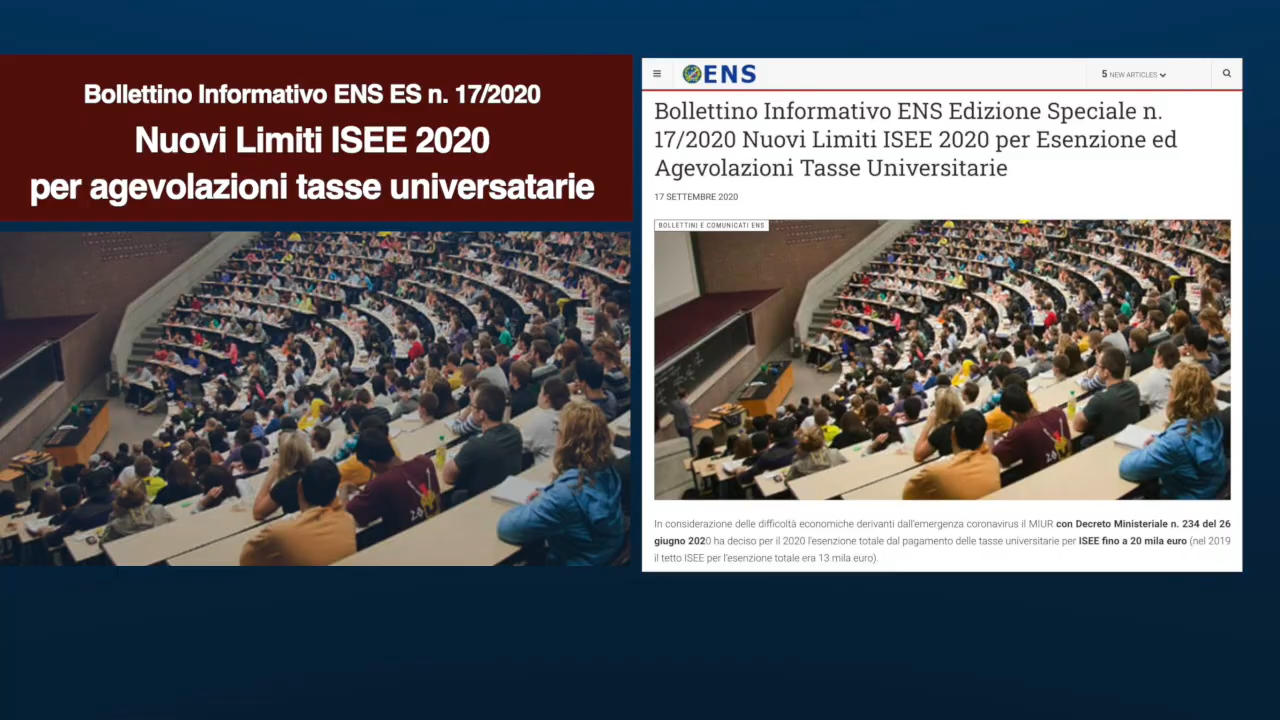 Bollettino Informativo ENS ES n. 17/2020
Nuovi Limiti ISEE 2020
per agevolazioni tasse universatarie
ENS
5 NEW ARTICLES
Bollettino Informativo ENS Edizione Speciale n.
17/2020 Nuovi Limiti ISEE 2020 per Esenzione ed
Agevolazioni Tasse Universitarie
17 SETTEMBRE 2020
BOLLETTINI E COMUNICATI ENS
In considerazione delle difficoltà economiche derivanti dall'emergenza coronavirus il MIUR con Decreto Ministeriale n. 234 del 26
giugno 2020 ha deciso per il 2020 l'esenzione totale dal pagamento delle tasse universitarie per ISEE fino a 20 mila euro (nel 2019
il tetto ISEE per l'esenzione totale era 13 mila euro).